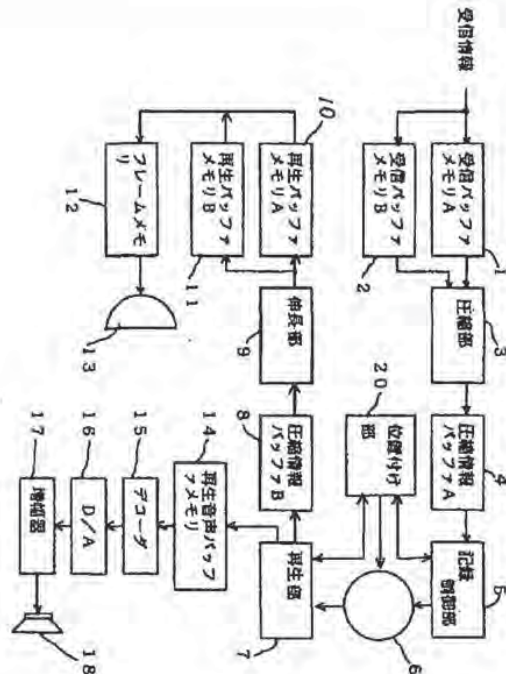 受信情報
受信バッファ
メモリA
1
受信バッファ
メモリB
2
圧縮部
3
圧縮情報
バッファA
4
記録
制御部
5
6
位置付け
部
20
再生部
7
圧縮情報
バッファB
8
伸長部
9
再生バッファ
メモリA
10
再生バッファ
メモリB
11
フレームメモ
リ
12
13
再生音声バッフ
ァメモリ
14
デコーダ
15
D/A
16
増幅器
17
18